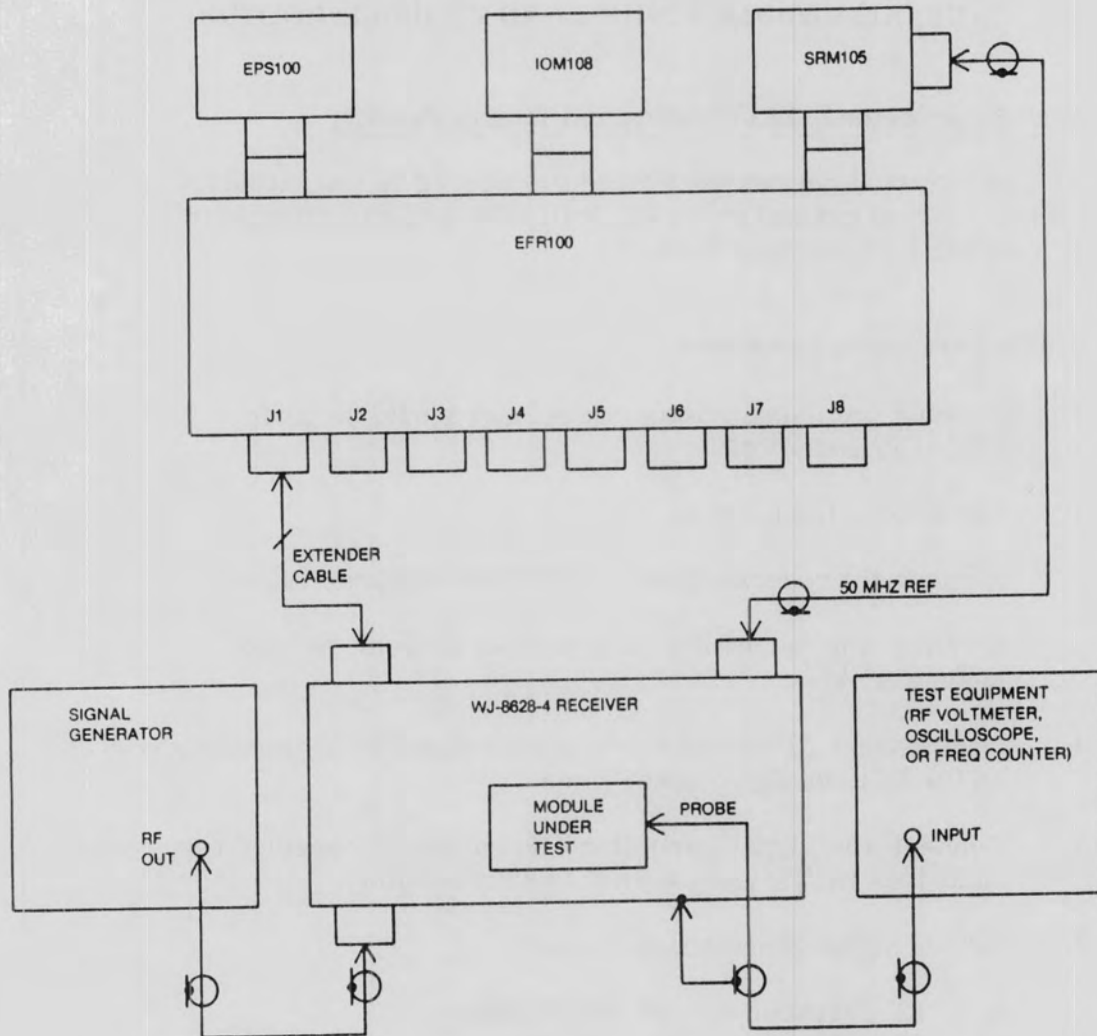 EPS100
IOM108
SRM105
EFR100
J1 J2 J3 J4 J5 J6 J7 J8
EXTENDER
CABLE
50 MHZ REF
SIGNAL
GENERATOR
WJ-8628-4 RECEIVER
TEST EQUIPMENT
(RF VOLTMETER,
OSCILLOSCOPE,
OR FREQ COUNTER)
MODULE
UNDER
TEST
PROBE
RF
OUT
INPUT